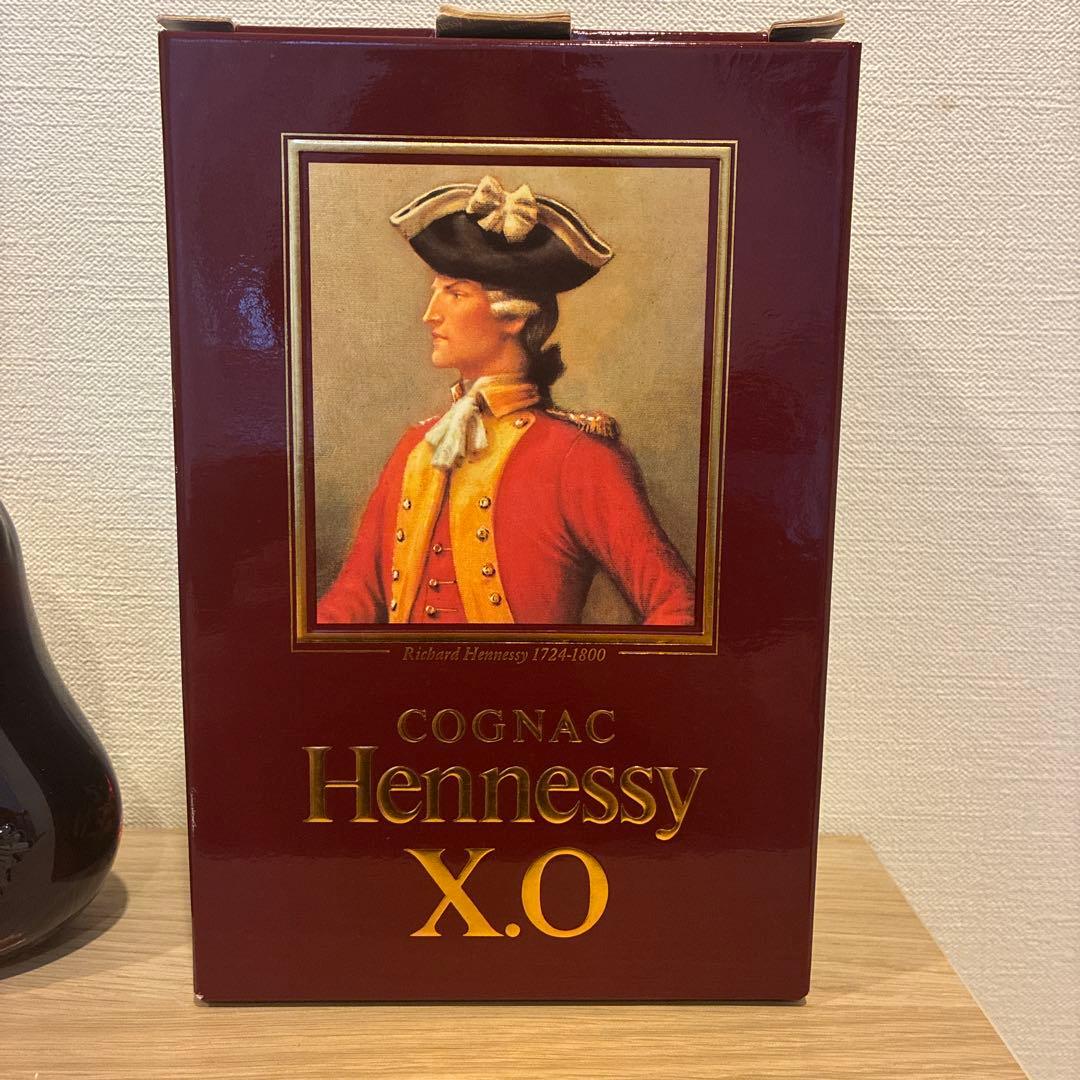 Richard Hennessy 1724-1800
COGNAC
Hennessy
X.O